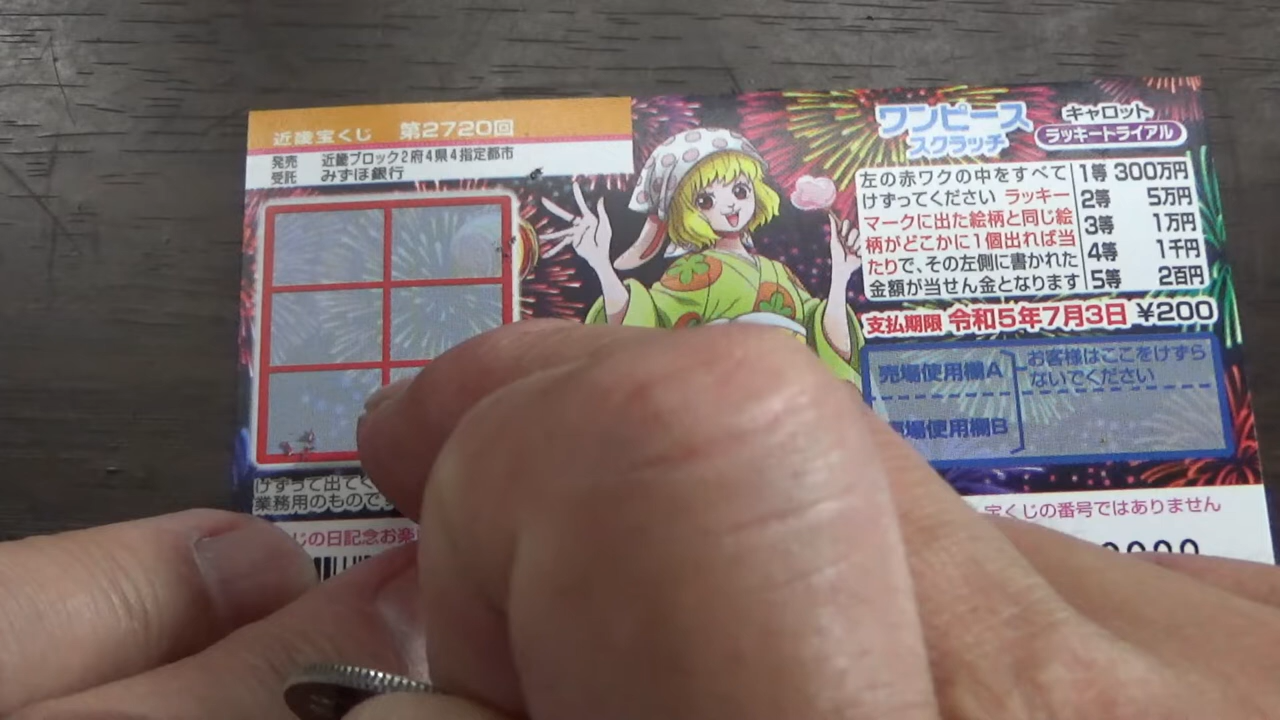 近畿宝くじ 第2720回
発売 近畿ブロック2府4県4指定都市
受託 みずほ銀行
ワンピース
スクラッチ
キャロット
ラッキートライアル
左の赤ワクの中をすべて
けずってください ラッキー
マークに出た絵柄と同じ絵
柄がどこかに1個出れば当
たりで、その左側に書かれた
金額が当せん金となります
1等 300万円
2等 5万円
3等 1万円
4等 1千円
5等 2百円
支払期限 令和5年7月3日 ¥200
売場使用欄A
売場使用欄B
お客様はここをけずら
ないでください
けずって出てく
業務用のものです
じの日記念お楽
宝くじの番号ではありません